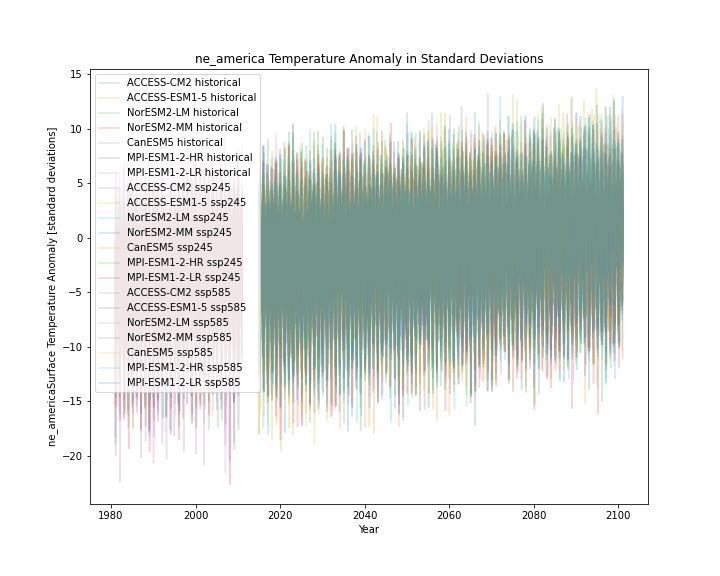 ne_america Temperature Anomaly in Standard Deviations
15
10
5
0
−5
−10
−15
−20
ne_americaSurface Temperature Anomaly [standard deviations]
ACCESS-CM2 historical
ACCESS-ESM1-5 historical
NorESM2-LM historical
NorESM2-MM historical
CanESM5 historical
MPI-ESM1-2-HR historical
MPI-ESM1-2-LR historical
ACCESS-CM2 ssp245
ACCESS-ESM1-5 ssp245
NorESM2-LM ssp245
NorESM2-MM ssp245
CanESM5 ssp245
MPI-ESM1-2-HR ssp245
MPI-ESM1-2-LR ssp245
ACCESS-CM2 ssp585
ACCESS-ESM1-5 ssp585
NorESM2-LM ssp585
NorESM2-MM ssp585
CanESM5 ssp585
MPI-ESM1-2-HR ssp585
MPI-ESM1-2-LR ssp585
1980 2000 2020 2040 2060 2080 2100
Year